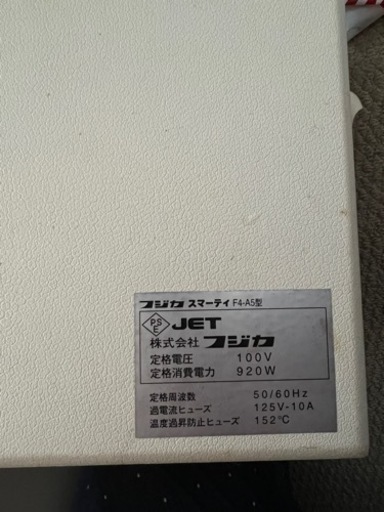 フジカ スマーティ F4-A5型
PSE JET
株式会社 フジカ
定格電圧 100V
定格消費電力 920W
定格周波数 50/60Hz
過電流ヒューズ 125V-10A
温度過昇防止ヒューズ 152℃